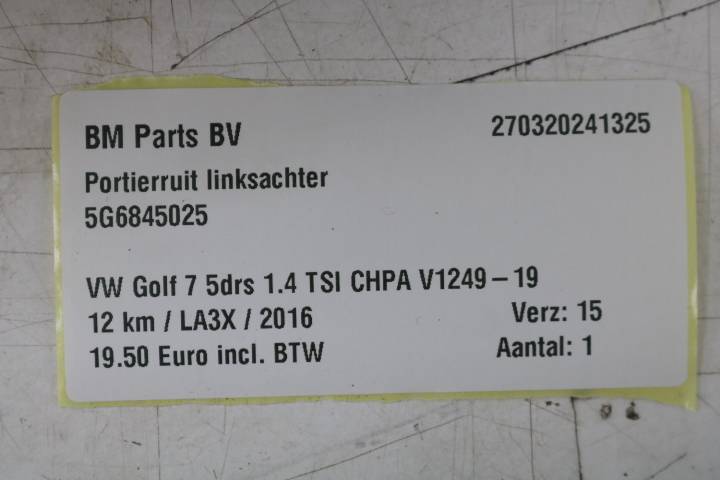 BM Parts BV 270320241325
Portierruit linksachter
5G6845025
VW Golf 7 5drs 1.4 TSI CHPA V1249-19
12 km / LA3X / 2016 Verz: 15
19.50 Euro incl. BTW Aantal: 1